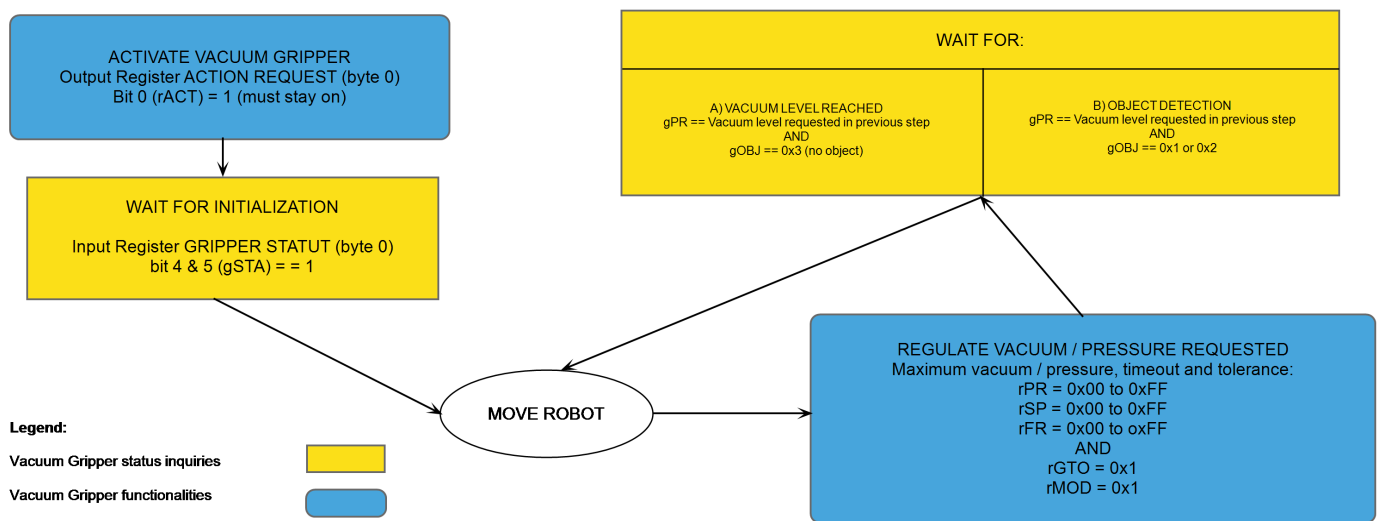 ACTIVATE VACUUM GRIPPER
Output Register ACTION REQUEST (byte 0)
Bit 0 (rACT) = 1 (must stay on)
WAIT FOR INITIALIZATION
Input Register GRIPPER STATUT (byte 0)
bit 4 & 5 (gSTA) = = 1
WAIT FOR:
A) VACUUM LEVEL REACHED
gPR == Vacuum level requested in previous step
AND
gOBJ == 0x3 (no object)
B) OBJECT DETECTION
gPR == Vacuum level requested in previous step
AND
gOBJ == 0x1 or 0x2
MOVE ROBOT
REGULATE VACUUM / PRESSURE REQUESTED
Maximum vacuum / pressure, timeout and tolerance:
rPR = 0x00 to 0xFF
rSP = 0x00 to 0xFF
rFR = 0x00 to oxFF
AND
rGTO = 0x1
rMOD = 0x1
Legend:
Vacuum Gripper status inquiries
Vacuum Gripper functionalities